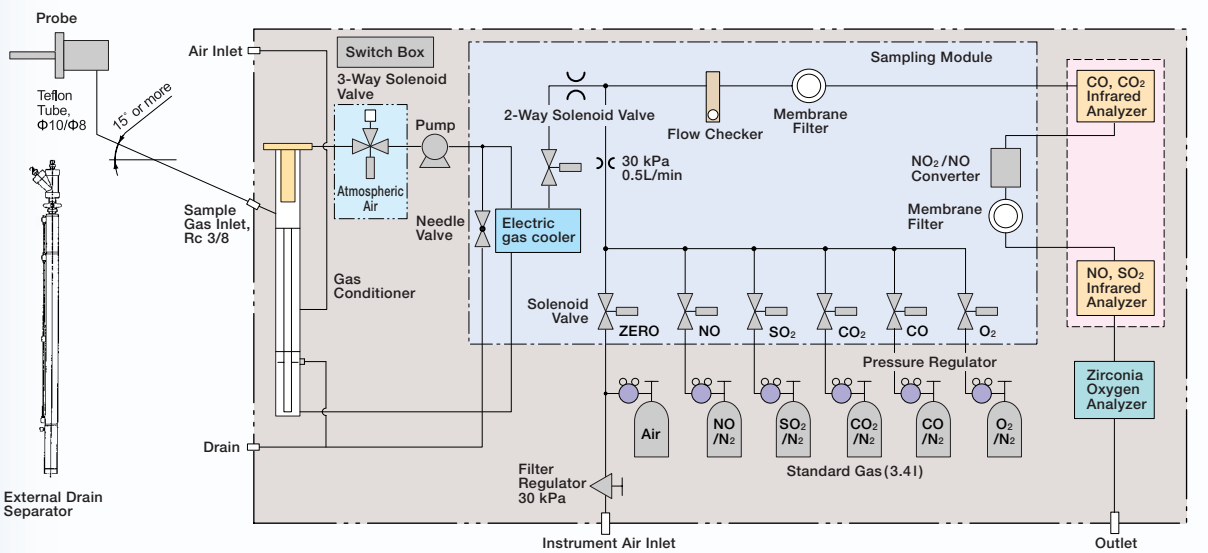 Probe
Teflon
Tube,
Φ10/Φ8
15° or more
External Drain
Separator
Air Inlet
Sample
Gas Inlet,
Rc 3/8
Drain
Switch Box
3-Way Solenoid
Valve
Atmospheric
Air
Pump
Needle
Valve
Gas
Conditioner
Electric
gas cooler
Sampling Module
2-Way Solenoid Valve
Flow Checker
Membrane
Filter
30 kPa
0.5L/min
Solenoid
Valve
ZERO
NO
SO₂
CO₂
CO
O₂
Pressure Regulator
Air
NO
/N₂
SO₂
/N₂
CO₂
/N₂
CO
/N₂
O₂
/N₂
Standard Gas (3.4 l)
Filter
Regulator
30 kPa
Instrument Air Inlet
CO, CO₂
Infrared
Analyzer
NO₂/NO
Converter
Membrane
Filter
NO, SO₂
Infrared
Analyzer
Zirconia
Oxygen
Analyzer
Outlet